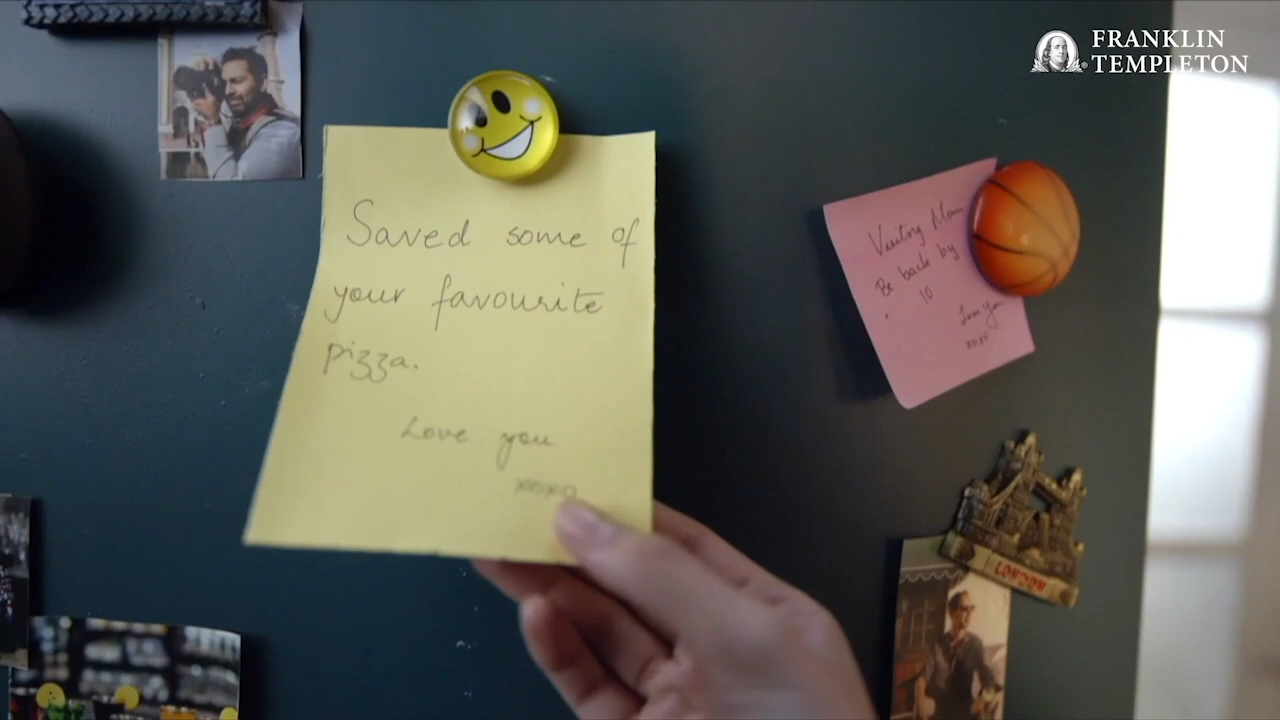 FRANKLIN
TEMPLETON
Saved some of
your favourite
pizza.
Love you
xoxo
Visiting Mom
Be back by
10
Love you
xoxo
LONDON